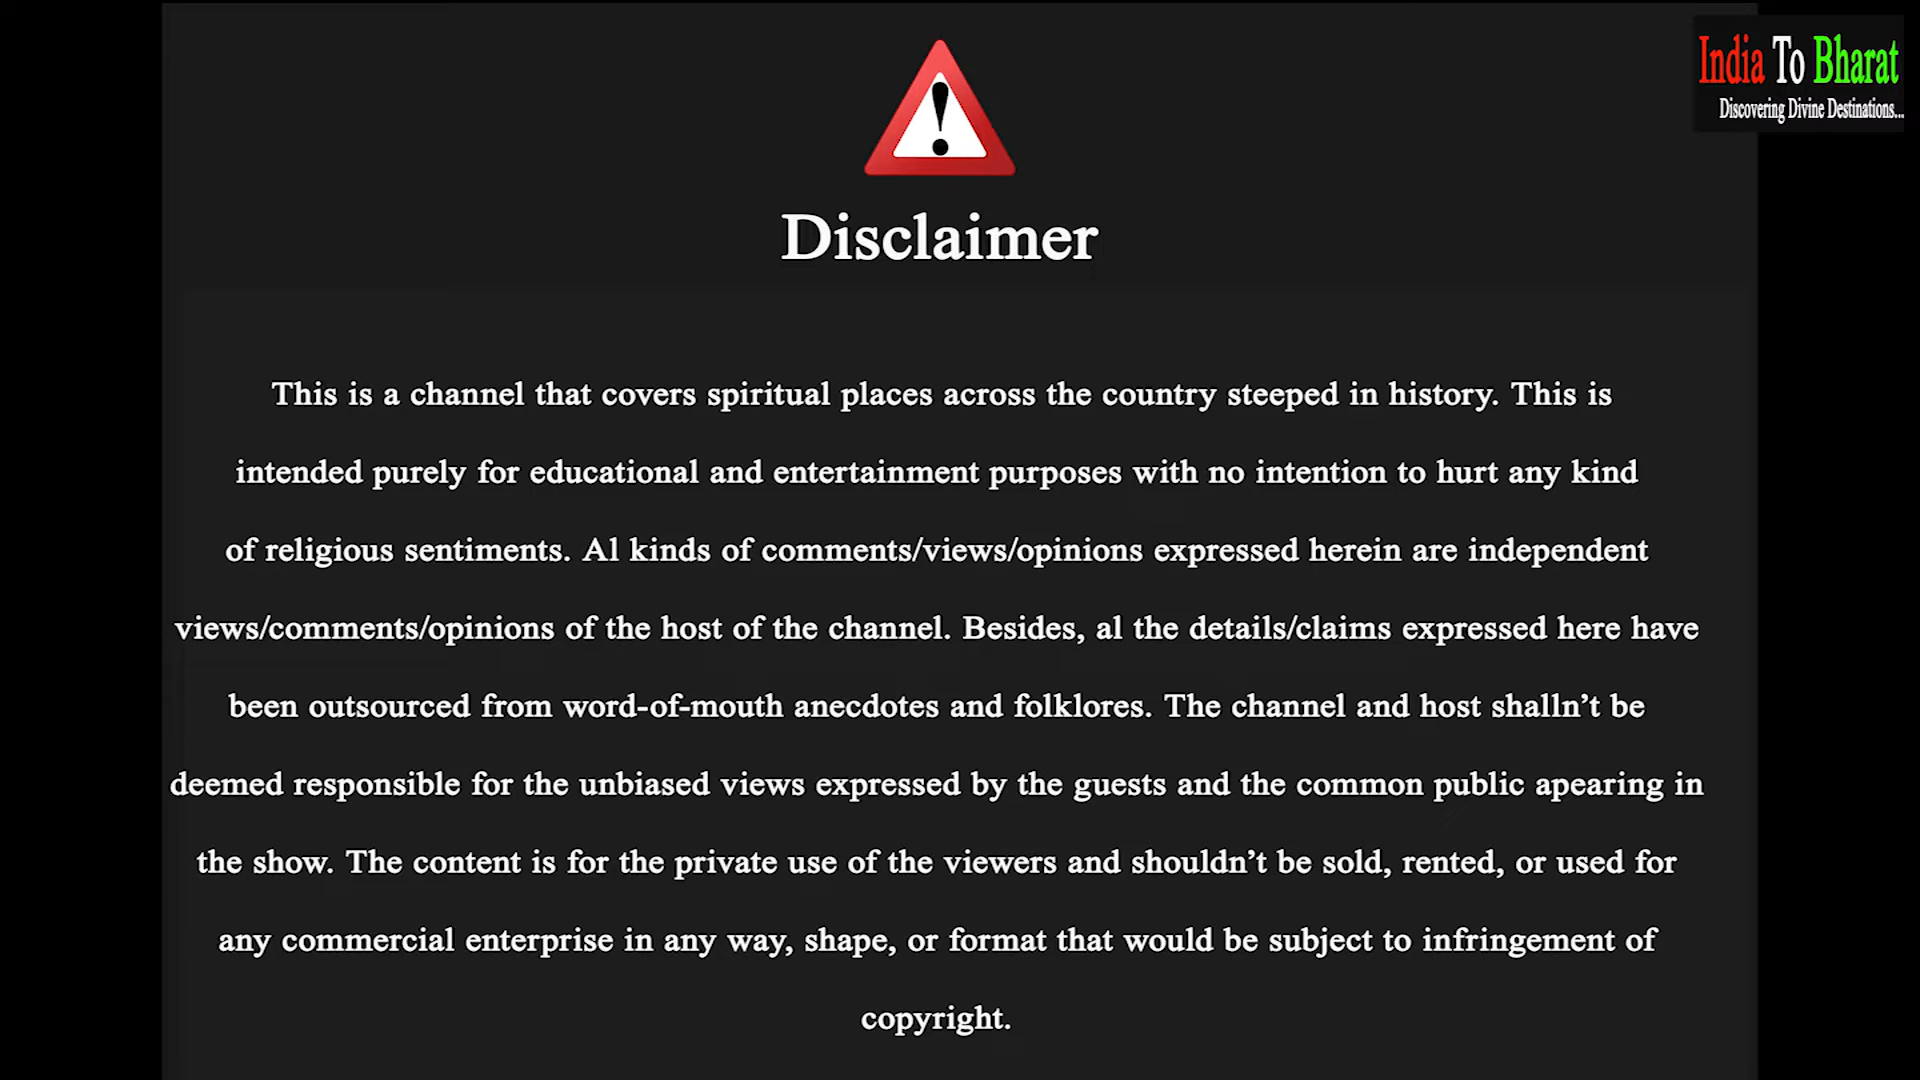 India To Bharat
Discovering Divine Destinations...
Disclaimer
This is a channel that covers spiritual places across the country steeped in history. This is
intended purely for educational and entertainment purposes with no intention to hurt any kind
of religious sentiments. Al kinds of comments/views/opinions expressed herein are independent
views/comments/opinions of the host of the channel. Besides, al the details/claims expressed here have
been outsourced from word-of-mouth anecdotes and folklores. The channel and host shalln’t be
deemed responsible for the unbiased views expressed by the guests and the common public apearing in
the show. The content is for the private use of the viewers and shouldn’t be sold, rented, or used for
any commercial enterprise in any way, shape, or format that would be subject to infringement of
copyright.